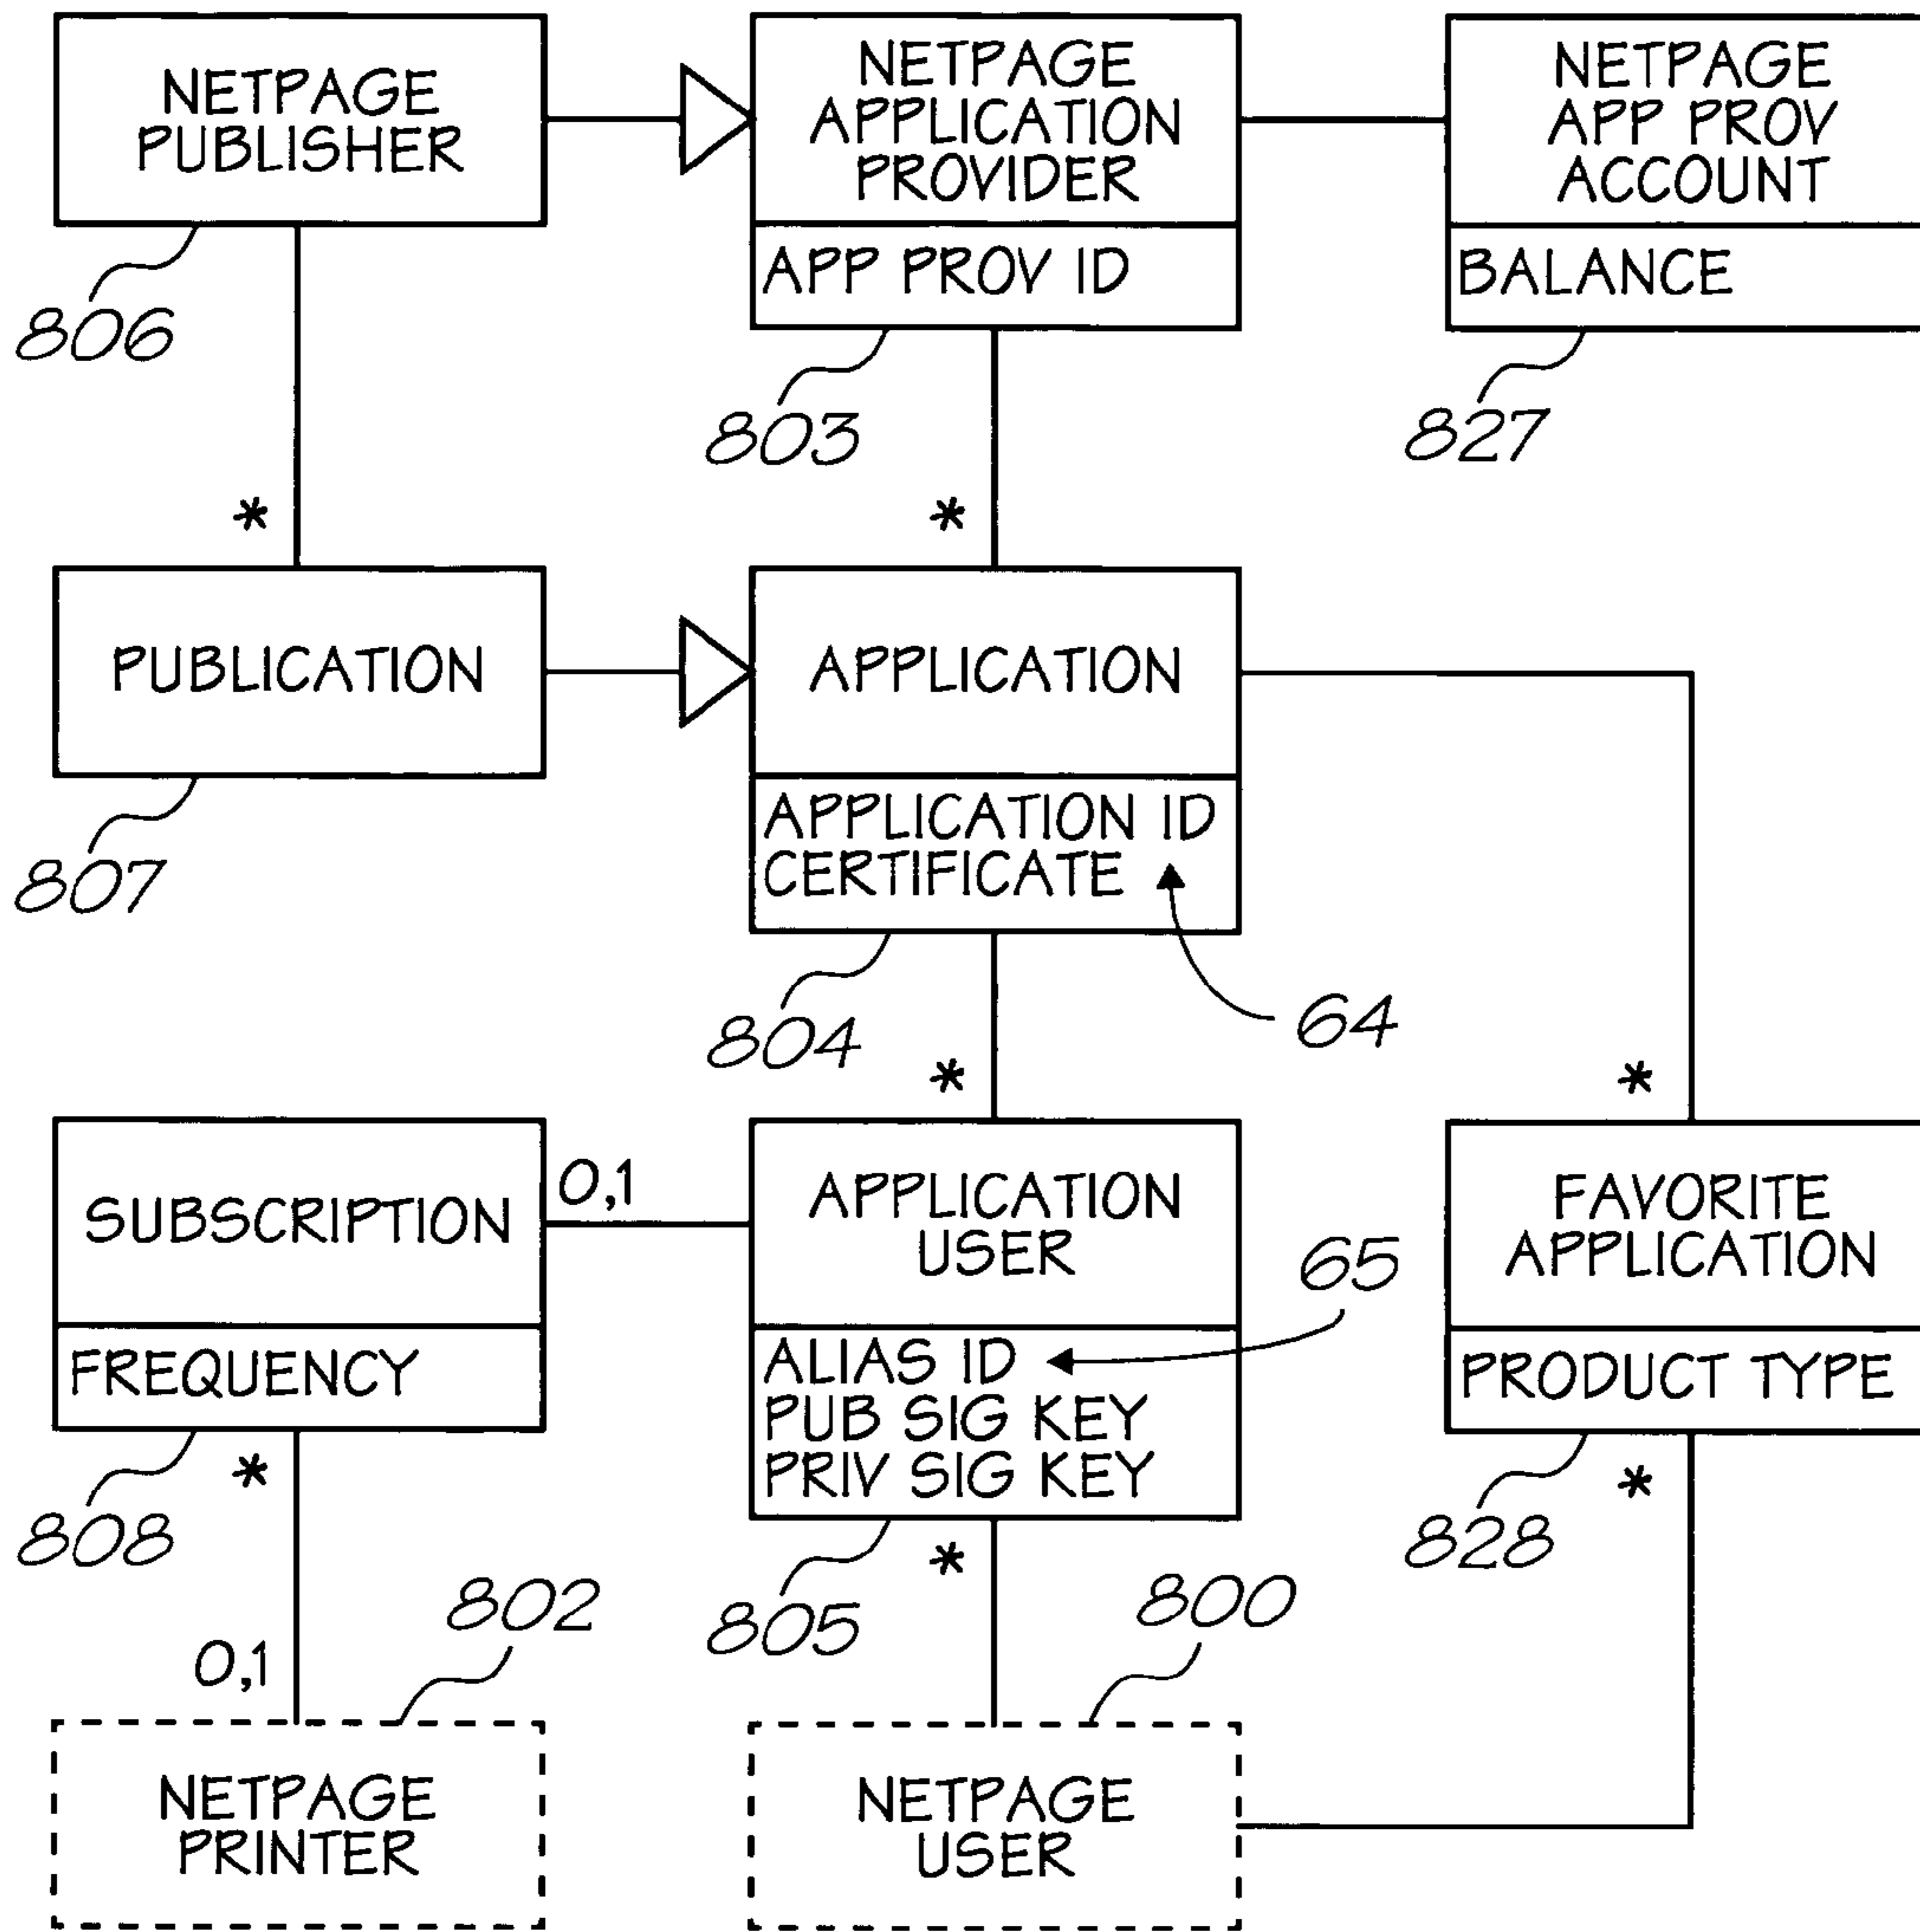 NETPAGE
PUBLISHER
NETPAGE
APPLICATION
PROVIDER
APP PROV ID
NETPAGE
APP PROV
ACCOUNT
BALANCE
806
803
827
*
*
PUBLICATION
APPLICATION
APPLICATION ID
CERTIFICATE
807
804
64
*
*
SUBSCRIPTION
FREQUENCY
0,1
APPLICATION
USER
ALIAS ID
PUB SIG KEY
PRIV SIG KEY
65
FAVORITE
APPLICATION
PRODUCT TYPE
808
*
805
*
828
*
802
800
0,1
NETPAGE
PRINTER
NETPAGE
USER